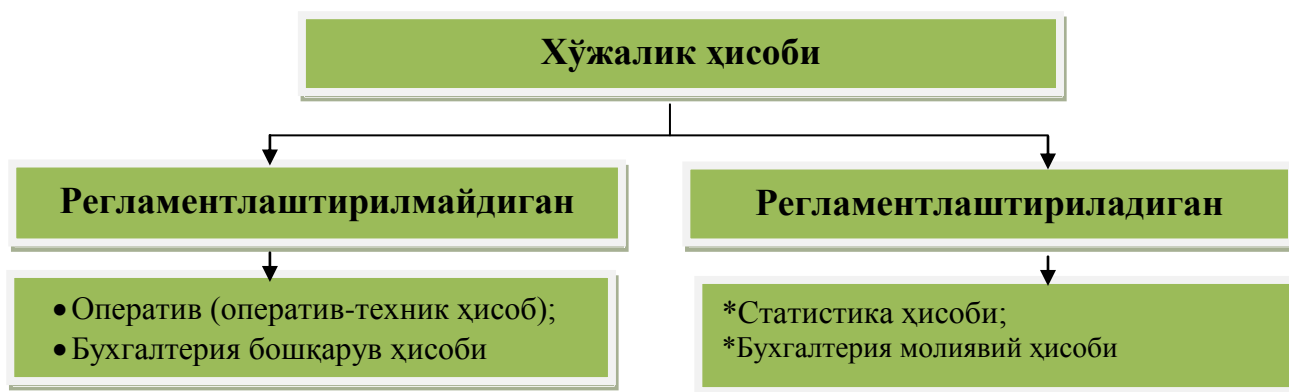 Хўжалик ҳисоби
Регламентлаштирилмайдиган
Регламентлаштириладиган
•Оператив (оператив-техник ҳисоб);
•Бухгалтерия бошқарув ҳисоби
*Статистика ҳисоби;
*Бухгалтерия молиявий ҳисоби